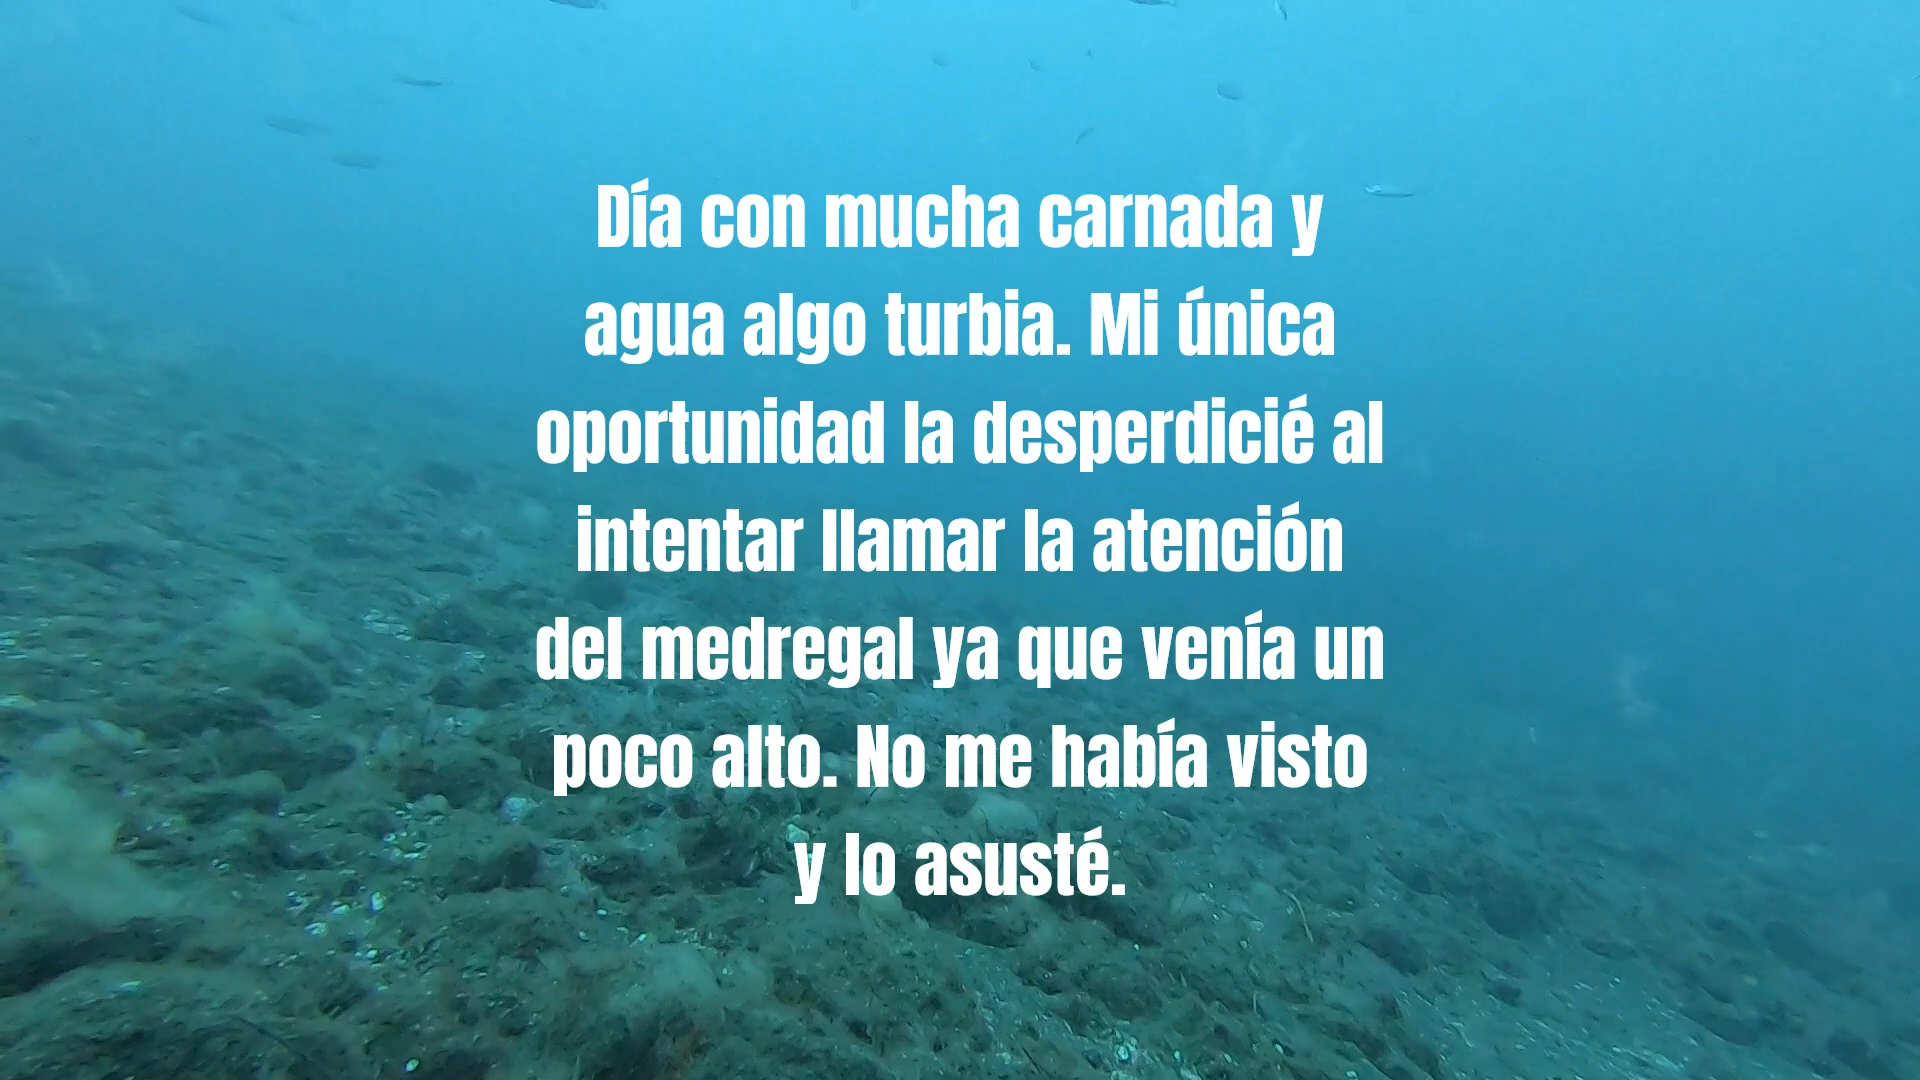 Día con mucha carnada y
agua algo turbia. Mi única
oportunidad la desperdicié al
intentar llamar la atención
del medregal ya que venía un
poco alto. No me había visto
y lo asusté.